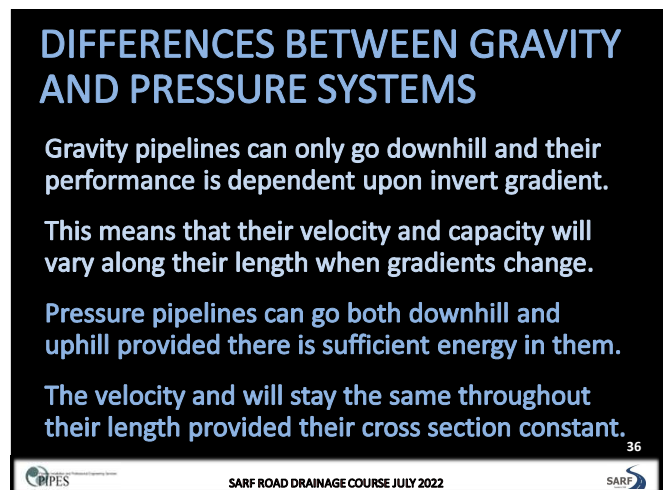 DIFFERENCES BETWEEN GRAVITY
AND PRESSURE SYSTEMS
Gravity pipelines can only go downhill and their
performance is dependent upon invert gradient.
This means that their velocity and capacity will
vary along their length when gradients change.
Pressure pipelines can go both downhill and
uphill provided there is sufficient energy in them.
The velocity and will stay the same throughout
their length provided their cross section constant.
36
PIPES
SARF ROAD DRAINAGE COURSE JULY 2022
SARF